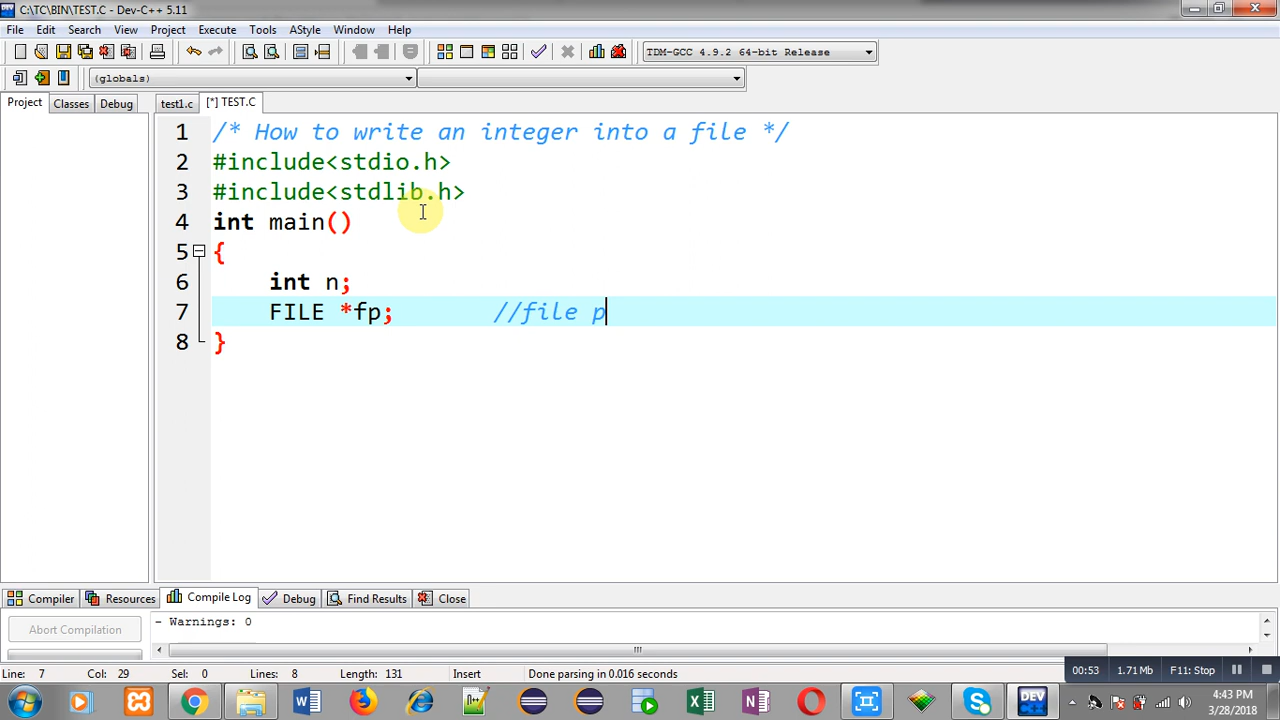 C:\TC\BIN\TEST.C - Dev-C++ 5.11
File Edit Search View Project Execute Tools AStyle Window Help
TDM-GCC 4.9.2 64-bit Release
(globals)
Project Classes Debug test1.c [*] TEST.C
1 /* How to write an integer into a file */
2 #include<stdio.h>
3 #include<stdlib.h>
4 int main()
5 {
6 int n;
7 FILE *fp; //file p
8 }
Compiler Resources Compile Log Debug Find Results Close
- Warnings: 0
Abort Compilation
Line: 7 Col: 29 Sel: 0 Lines: 8 Length: 131 Insert Done parsing in 0.016 seconds
00:53 1.71 Mb F11: Stop
DEV
4:43 PM
3/28/2018